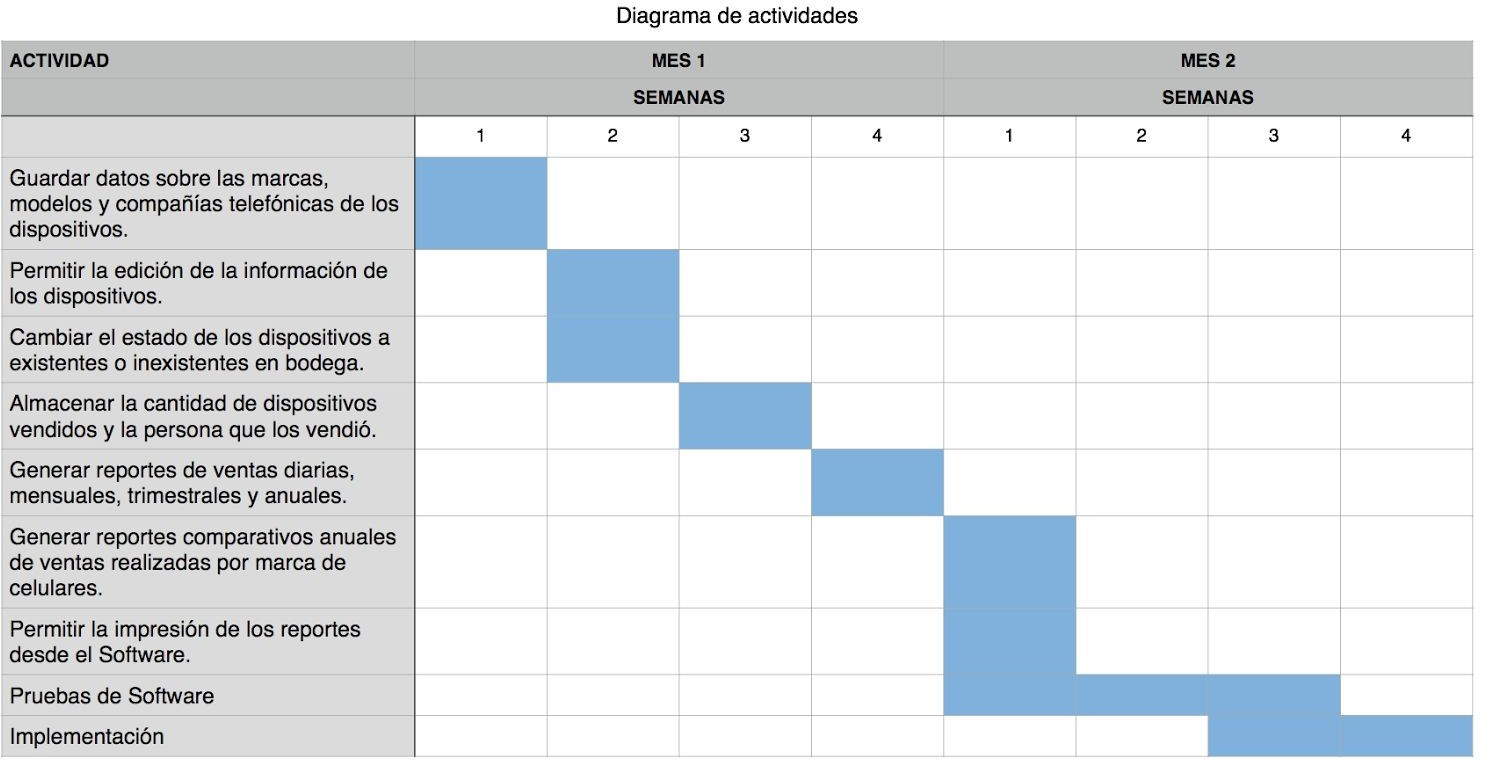 Diagrama de actividades
ACTIVIDAD MES 1 MES 2
SEMANAS SEMANAS
1 2 3 4 1 2 3 4
Guardar datos sobre las marcas,
modelos y compañías telefónicas de los
dispositivos.
Permitir la edición de la información de
los dispositivos.
Cambiar el estado de los dispositivos a
existentes o inexistentes en bodega.
Almacenar la cantidad de dispositivos
vendidos y la persona que los vendió.
Generar reportes de ventas diarias,
mensuales, trimestrales y anuales.
Generar reportes comparativos anuales
de ventas realizadas por marca de
celulares.
Permitir la impresión de los reportes
desde el Software.
Pruebas de Software
Implementación